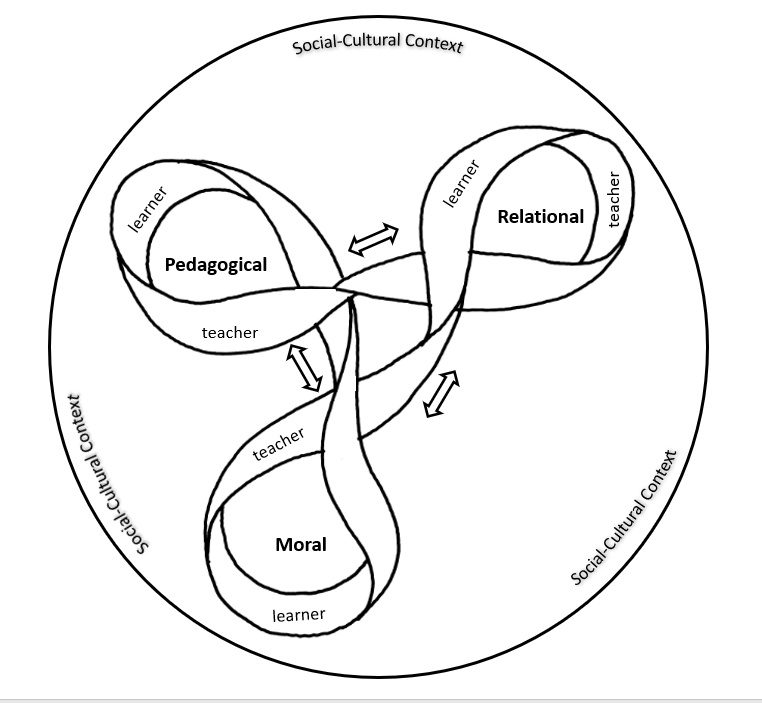 Social-Cultural Context
learner
teacher
Relational
learner
Pedagogical
teacher
teacher
Moral
learner
Social-Cultural Context
Social-Cultural Context